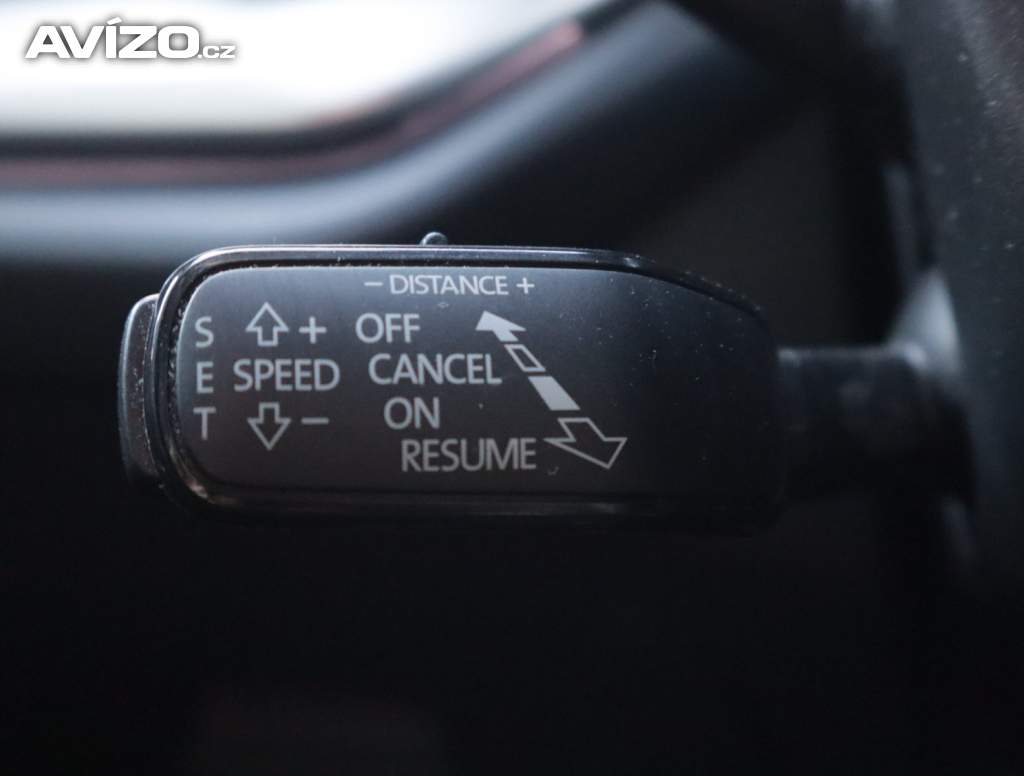 AVÍZO.cz
− DISTANCE +
S E T
+
SPEED
−
OFF
CANCEL
ON
RESUME